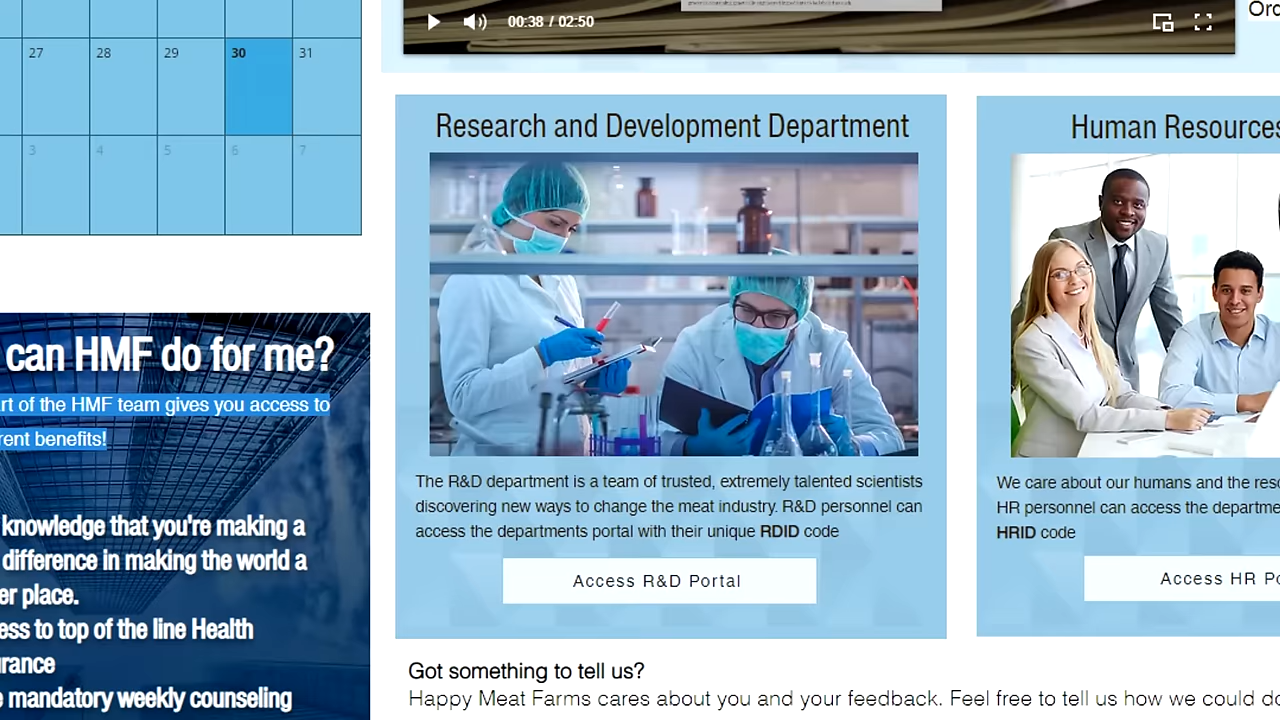 00:38 / 02:50
27 28 29 30 31
3 4 5 6 7
can HMF do for me?
rt of the HMF team gives you access to
rent benefits!
knowledge that you're making a
difference in making the world a
er place.
ess to top of the line Health
urance
mandatory weekly counseling
Research and Development Department
The R&D department is a team of trusted, extremely talented scientists
discovering new ways to change the meat industry. R&D personnel can
access the departments portal with their unique RDID code
Access R&D Portal
Human Resources
We care about our humans and the reso
HR personnel can access the departme
HRID code
Access HR Po
Got something to tell us?
Happy Meat Farms cares about you and your feedback. Feel free to tell us how we could do